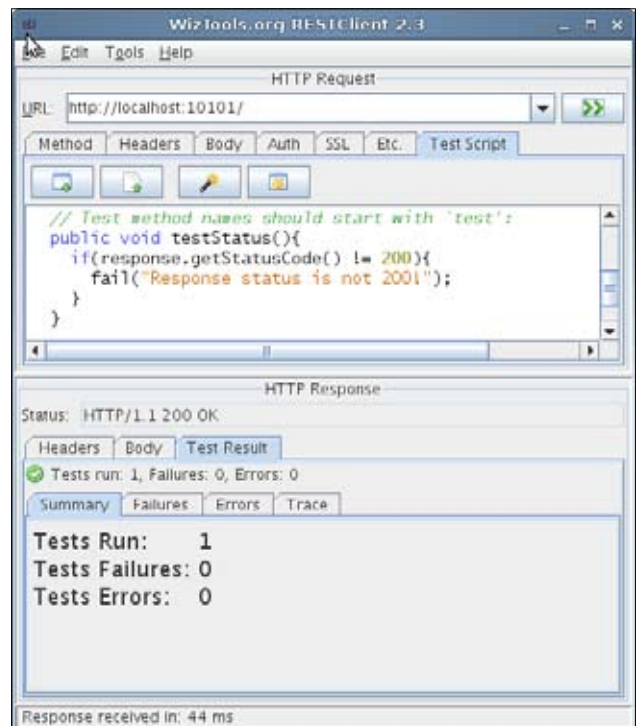 WizTools.org RESTClient 2.3
Edit Tools Help
HTTP Request
URL: http://localhost:10101/
Method Headers Body Auth SSL Etc. Test Script
// Test method names should start with `test':
public void testStatus(){
if(response.getStatusCode() != 200){
fail("Response status is not 200!");
}
}
HTTP Response
Status: HTTP/1.1 200 OK
Headers Body Test Result
Tests run: 1, Failures: 0, Errors: 0
Summary Failures Errors Trace
Tests Run: 1
Tests Failures: 0
Tests Errors: 0
Response received in: 44 ms